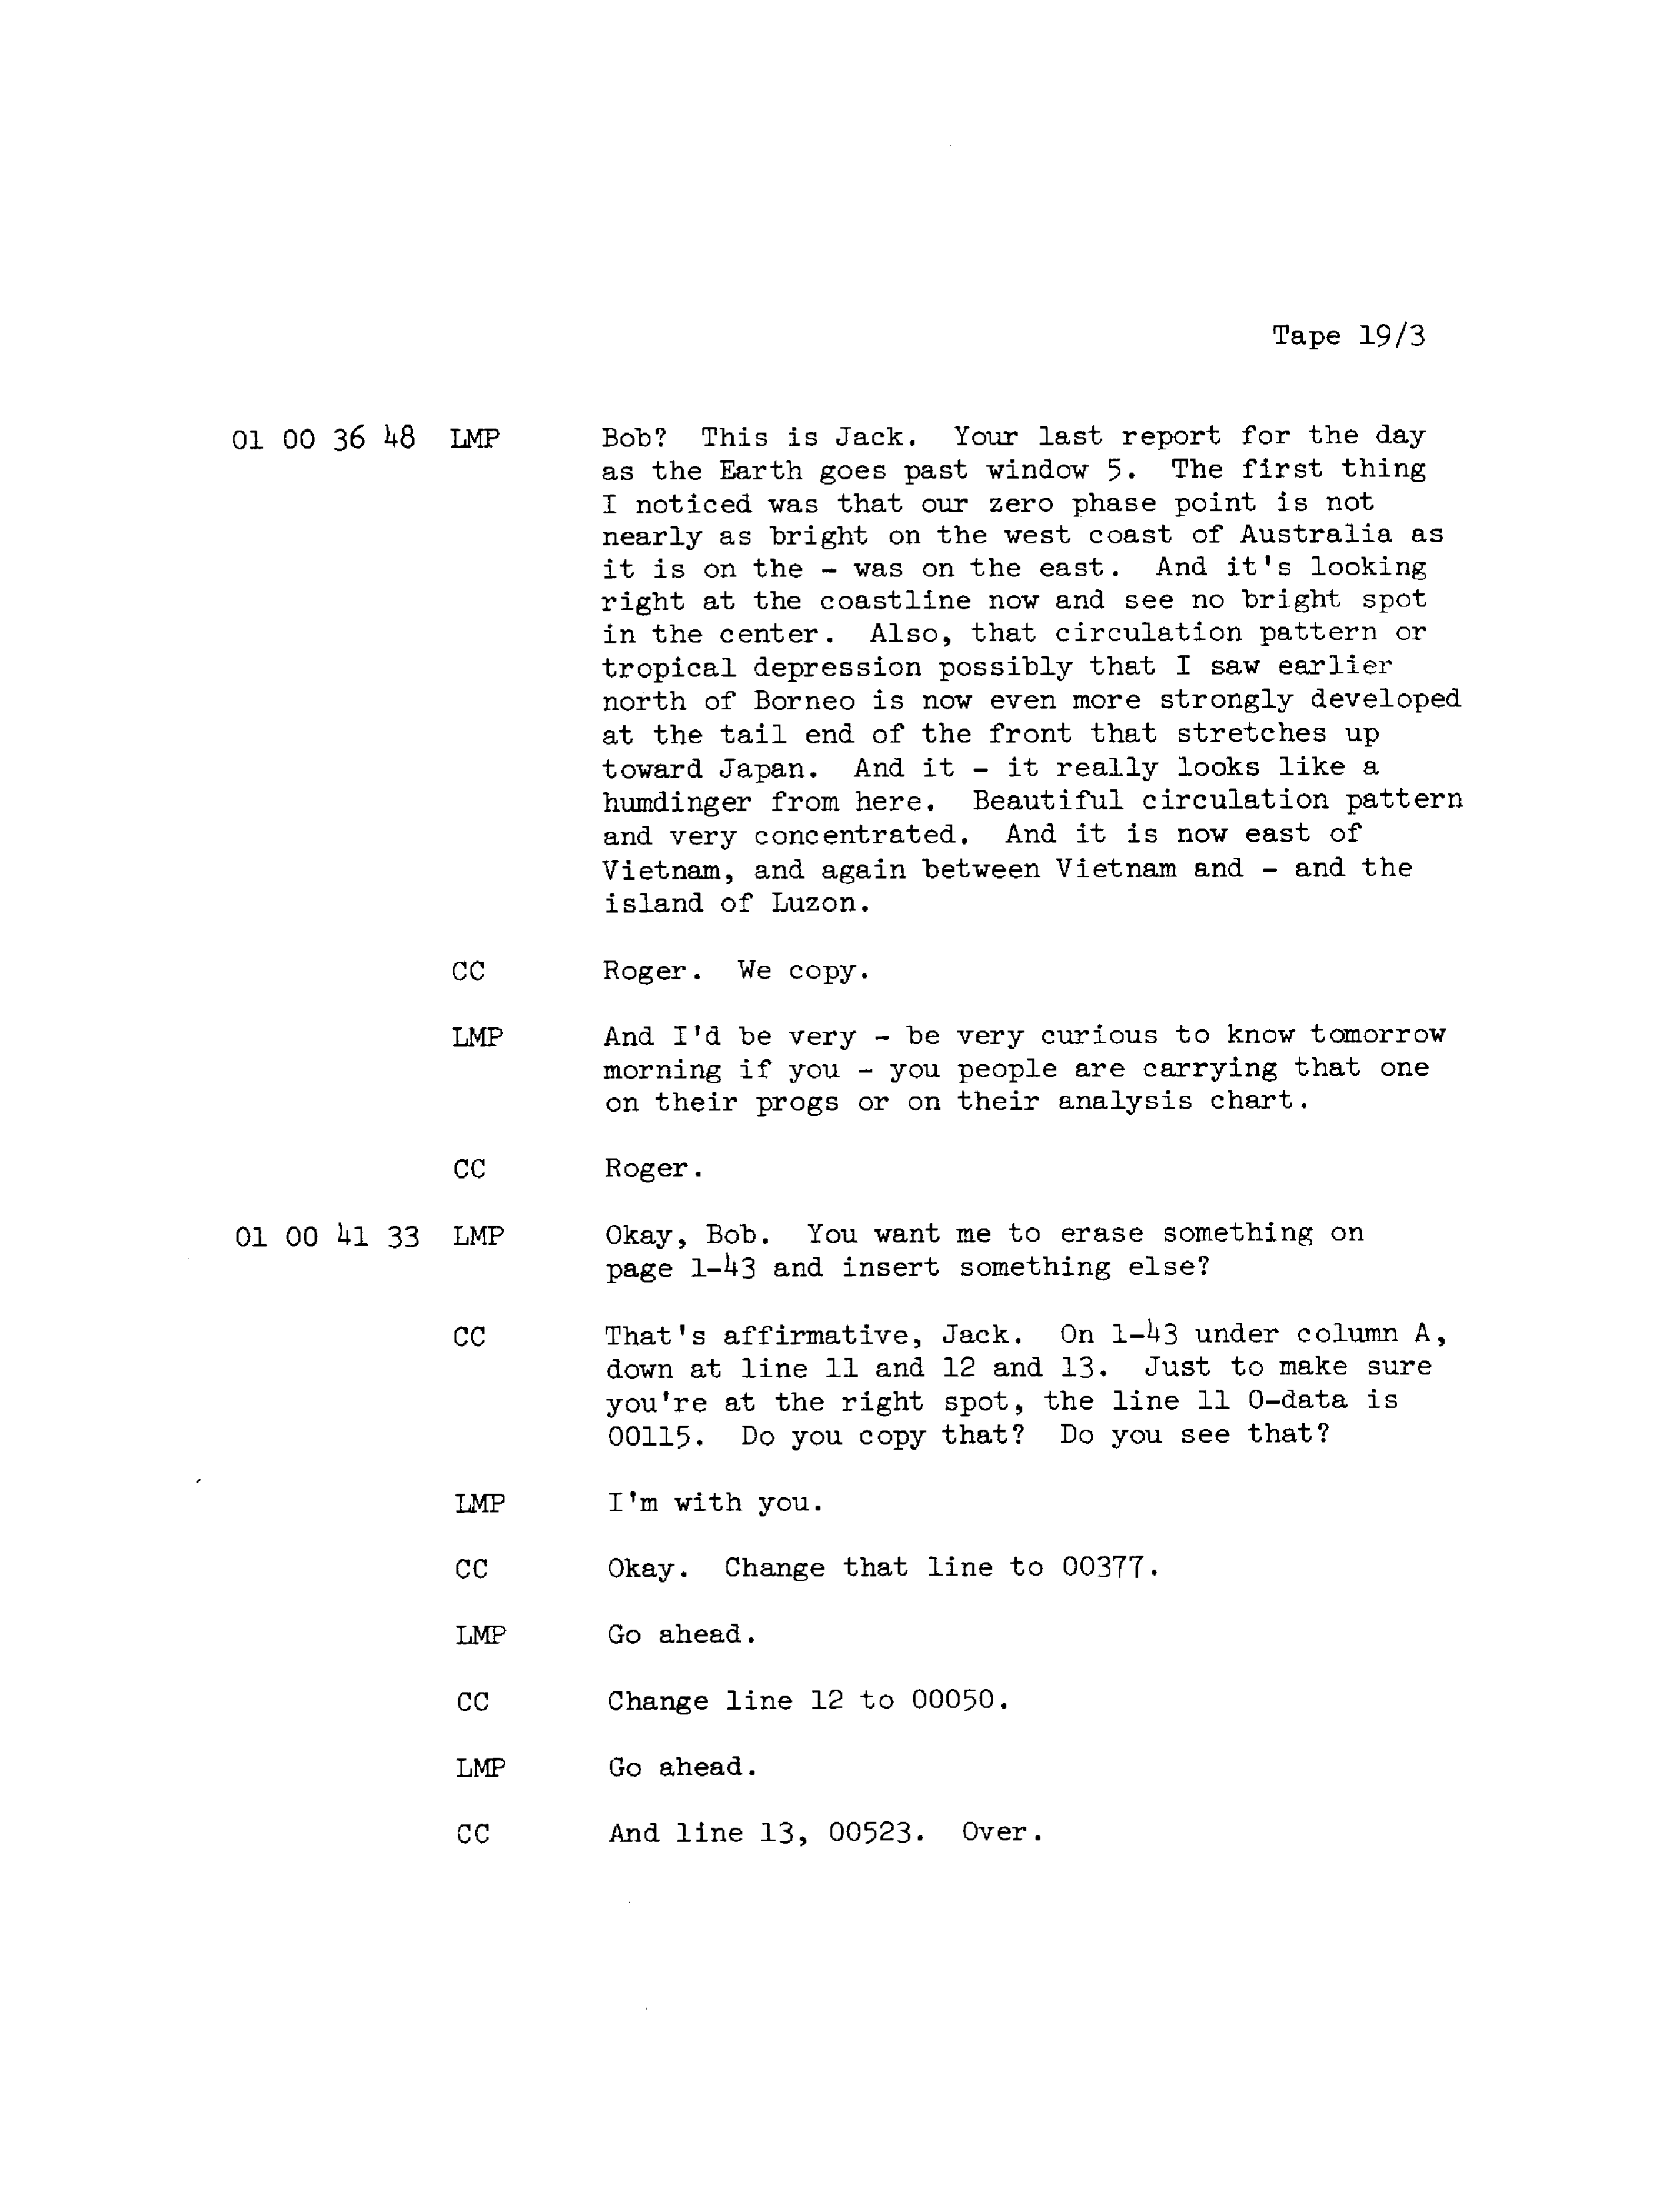 Tape 19/3
01 00 36 48 LMP Bob? This is Jack. Your last report for the day
as the Earth goes past window 5. The first thing
I noticed was that our zero phase point is not
nearly as bright on the west coast of Australia as
it is on the - was on the east. And it's looking
right at the coastline now and see no bright spot
in the center. Also, that circulation pattern or
tropical depression possibly that I saw earlier
north of Borneo is now even more strongly developed
at the tail end of the front that stretches up
toward Japan. And it - it really looks like a
humdinger from here. Beautiful circulation pattern
and very concentrated. And it is now east of
Vietnam, and again between Vietnam and - and the
island of Luzon.
CC Roger. We copy.
LMP And I'd be very - be very curious to know tomorrow
morning if you - you people are carrying that one
on their progs or on their analysis chart.
CC Roger.
01 00 41 33 LMP Okay, Bob. You want me to erase something on
page 1-43 and insert something else?
CC That's affirmative, Jack. On 1-43 under column A,
down at line 11 and 12 and 13. Just to make sure
you're at the right spot, the line 11 O-data is
00115. Do you copy that? Do you see that?
LMP I'm with you.
CC Okay. Change that line to 00377.
LMP Go ahead.
CC Change line 12 to 00050.
LMP Go ahead.
CC And line 13, 00523. Over.